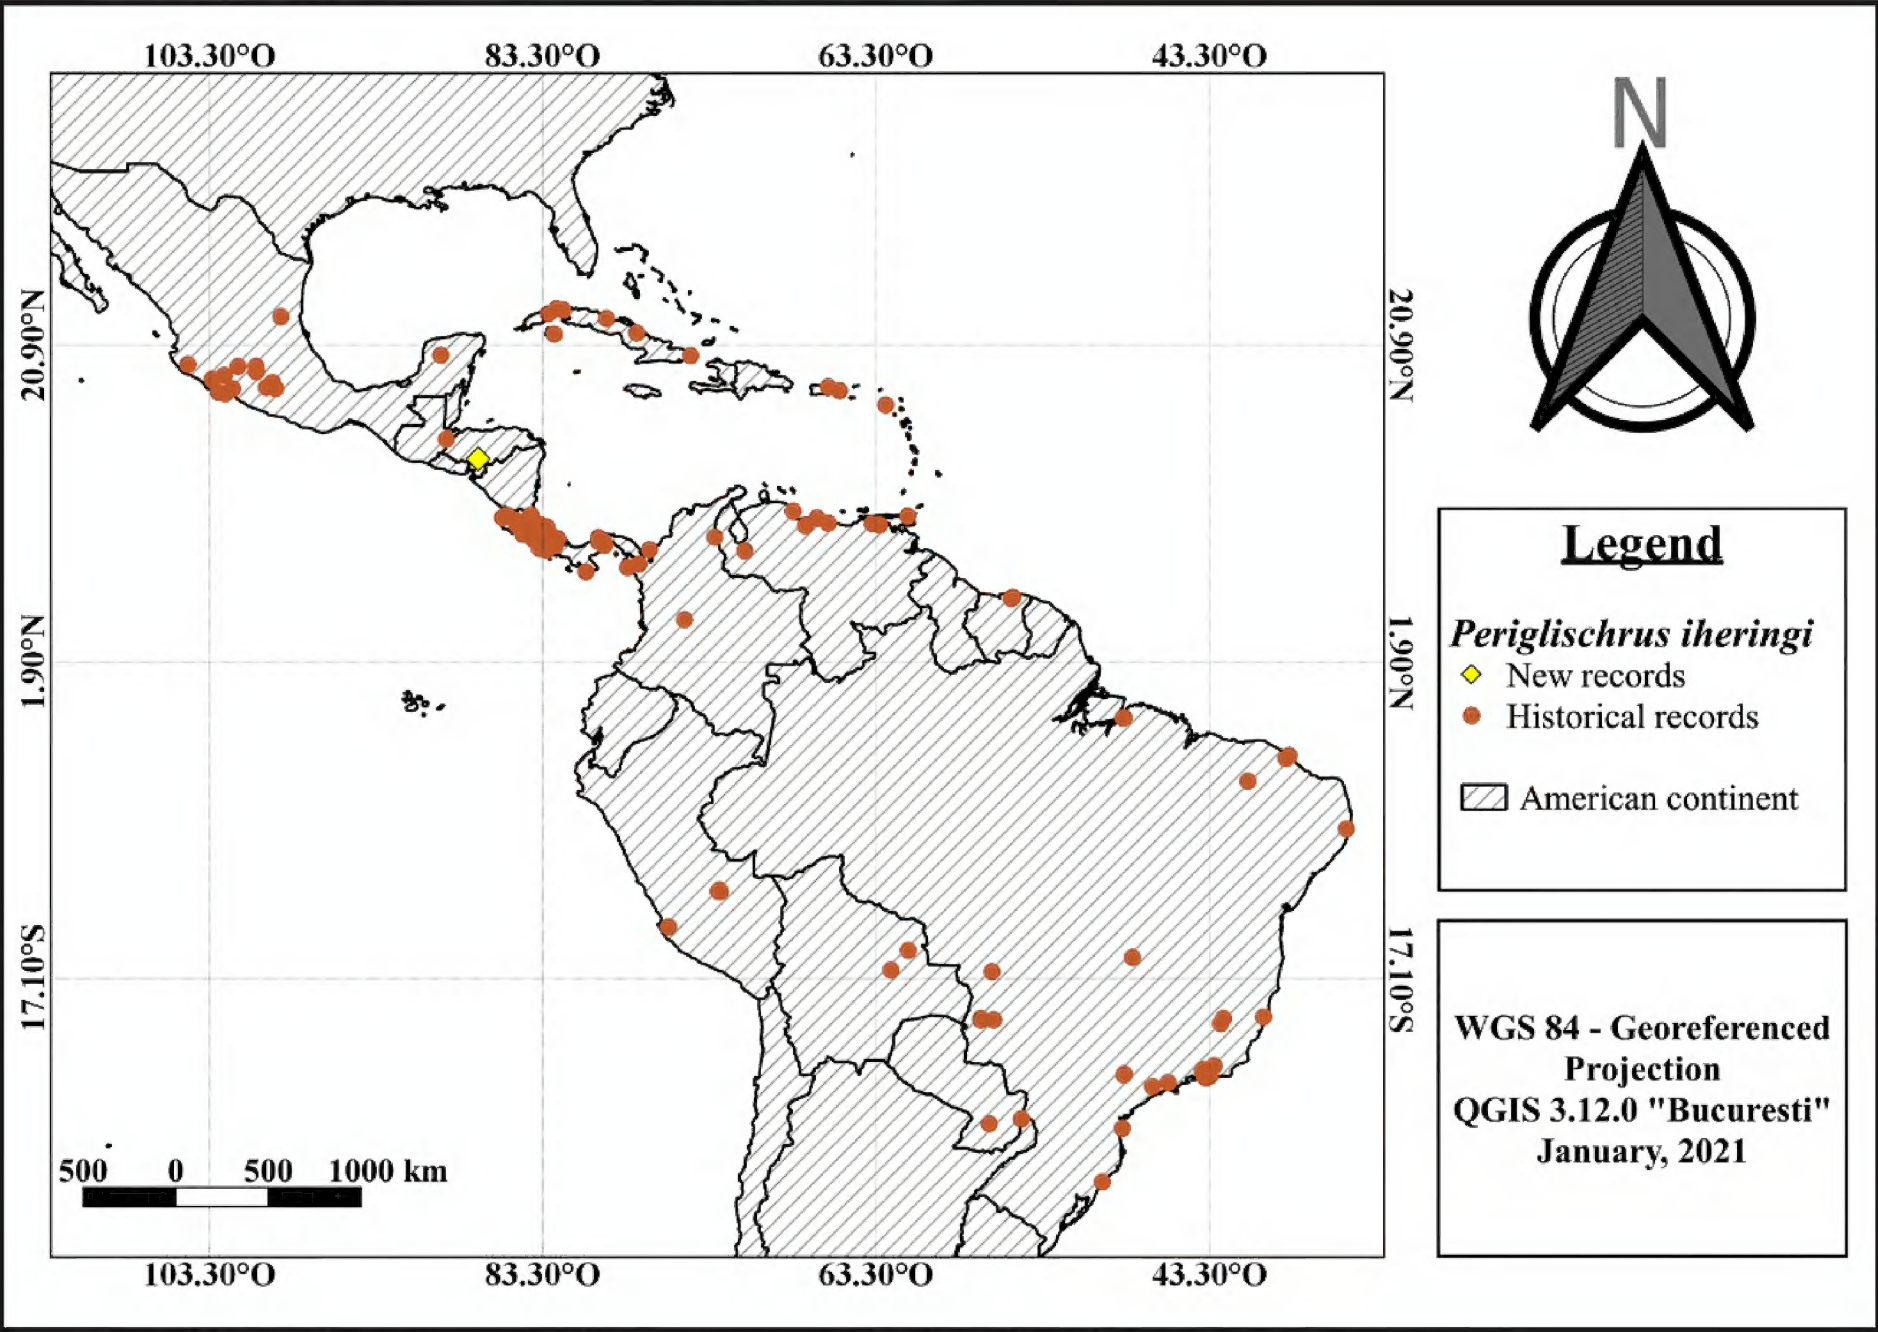 103.30°O 83.30°O 63.30°O 43.30°O
N
20.90°N
20.90°N
1.90°N
1.90°N
17.10°S
17.10°S
Legend
Periglischrus iheringi
New records
Historical records
American continent
WGS 84 - Georeferenced
Projection
QGIS 3.12.0 "Bucuresti"
January, 2021
500 0 500 1000 km
103.30°O 83.30°O 63.30°O 43.30°O